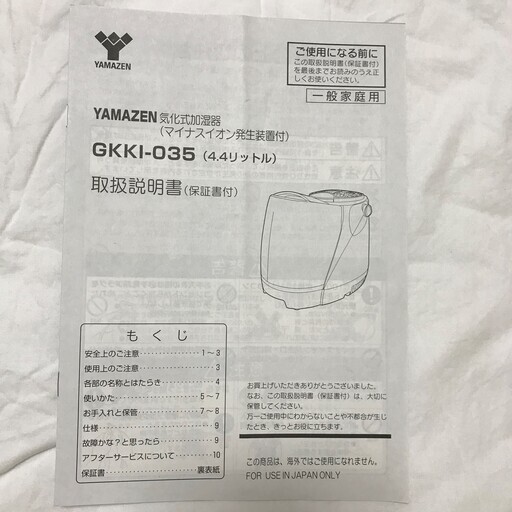 YAMAZEN
ご使用になる前に
この取扱説明書(保証書付)
を最後までお読みのうえ正
しくお使いください。
一般家庭用
YAMAZEN 気化式加湿器
(マイナスイオン発生装置付)
GKKI-035 (4.4リットル)
取扱説明書(保証書付)
もくじ
安全上のご注意 1〜3
使用上のご注意 3
各部の名称とはたらき 4
使いかた 5〜7
お手入れと保管 7〜8
仕様 9
故障かな?と思ったら 9
アフターサービスについて 10
保証書 裏表紙
お買上げいただきありがとうございました。
なお、この取扱説明書(保証書付)は、大切に
保管してください。
万一ご使用中にわからないことや不都合が生じ
たとき、きっとお役に立ちます。
この商品は、海外ではご使用になれません。
FOR USE IN JAPAN ONLY